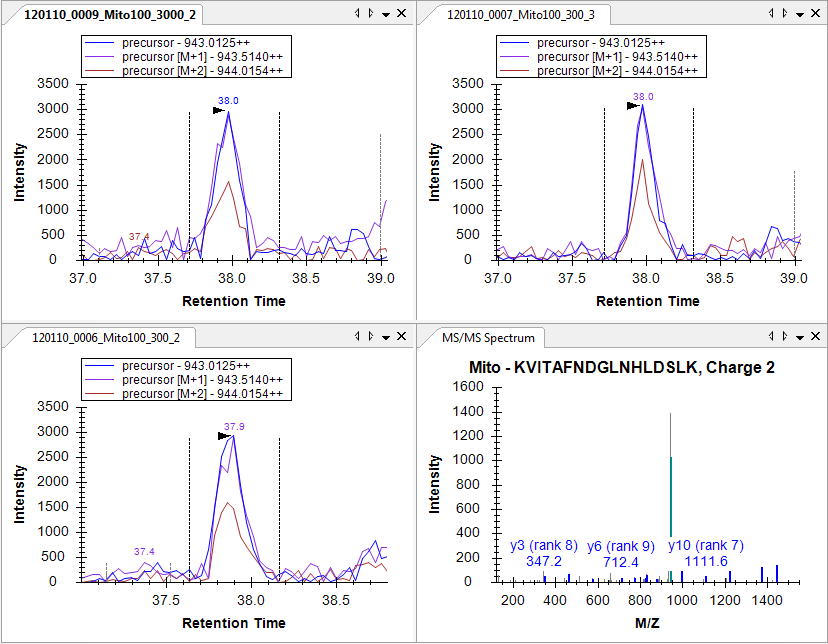 120110_0009_Mito100_3000_2
precursor - 943.0125++
precursor [M+1] - 943.5140++
precursor [M+2] - 944.0154++
3500
3000
2500
2000
1500
1000
500
0
38.0
37.4
37.0
37.5
38.0
38.5
39.0
Intensity
Retention Time
120110_0007_Mito100_300_3
precursor - 943.0125++
precursor [M+1] - 943.5140++
precursor [M+2] - 944.0154++
3500
3000
2500
2000
1500
1000
500
0
38.0
37.0
37.5
38.0
38.5
39.0
Intensity
Retention Time
120110_0006_Mito100_300_2
precursor - 943.0125++
precursor [M+1] - 943.5140++
precursor [M+2] - 944.0154++
3500
3000
2500
2000
1500
1000
500
0
37.9
37.4
37.5
38.0
38.5
Intensity
Retention Time
MS/MS Spectrum
Mito - KVITAFNDGLNHLDSLK, Charge 2
1600
1400
1200
1000
800
600
400
200
0
y3 (rank 8)
347.2
y6 (rank 9)
712.4
y10 (rank 7)
1111.6
200
400
600
800
1000
1200
1400
Intensity
M/Z